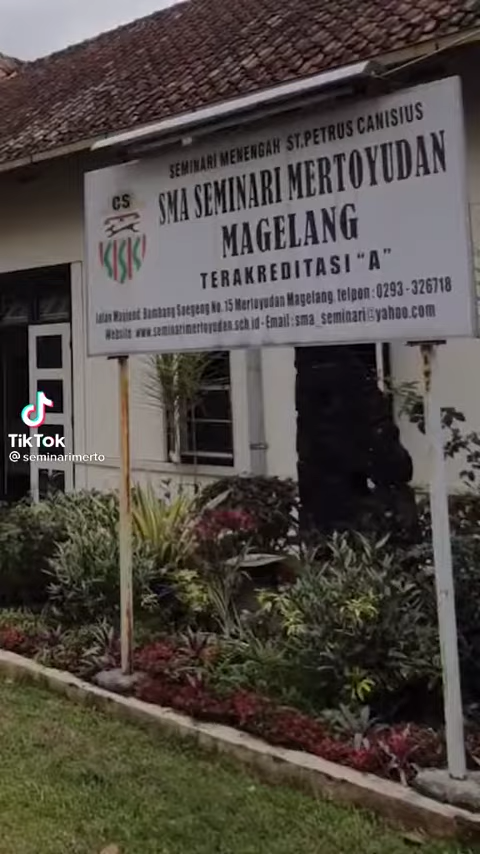 SEMINARI MENENGAH ST.PETRUS CANISIUS
SMA SEMINARI MERTOYUDAN
MAGELANG
TERAKREDITASI "A"
Jalan Mayjend. Bambang Soegeng No. 15 Mertoyudan Magelang. telpon : 0293 - 326718
Website : www.seminarimertoyudan.sch.id - Email : sma_seminari@yahoo.com
CS
KISKIS
TikTok
@seminarimerto